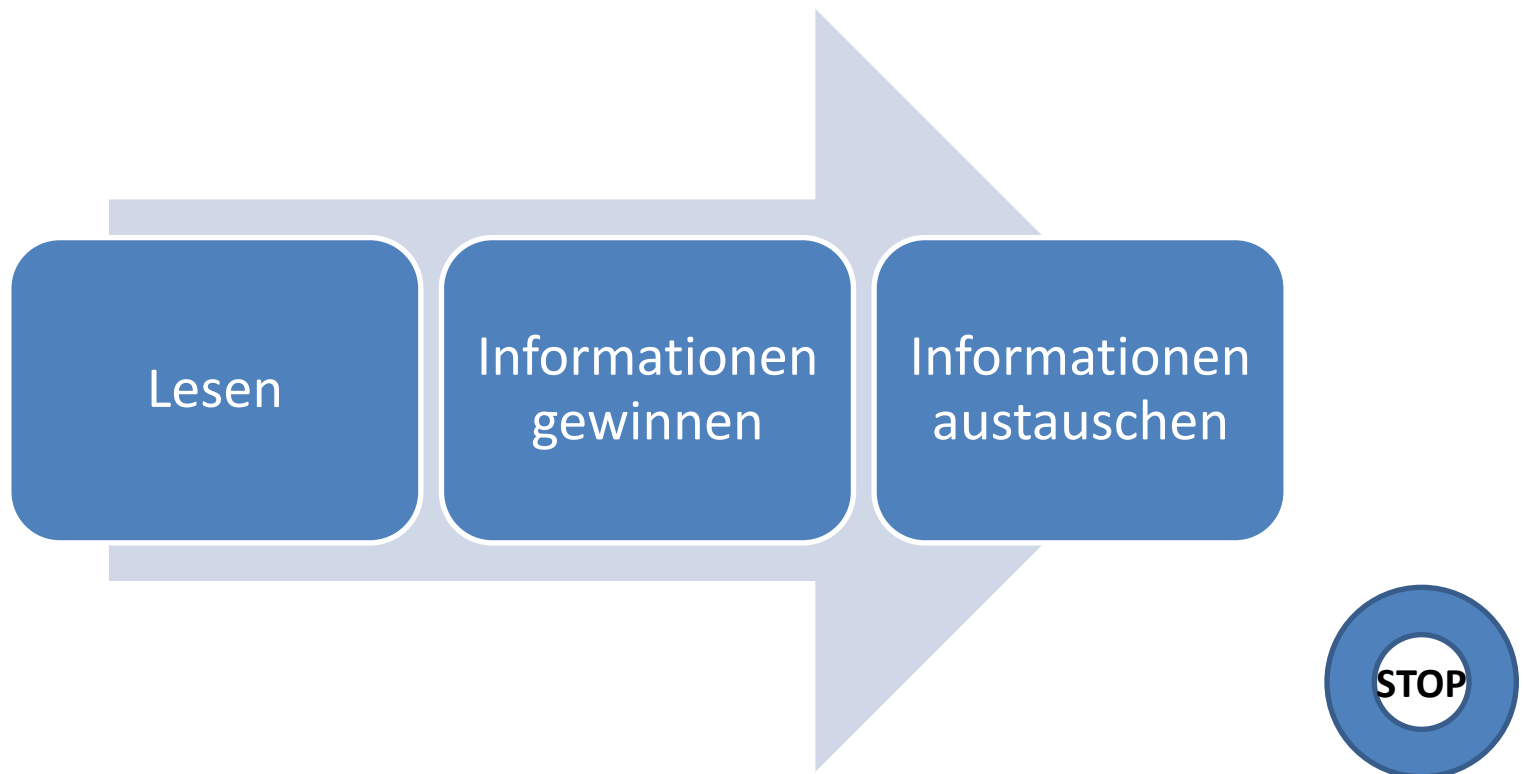 Lesen
Informationen
gewinnen
Informationen
austauschen
STOP